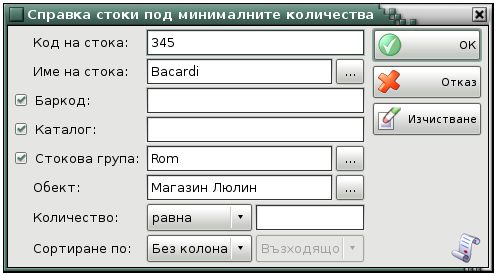 Справка стоки под минималните количества
Код на стока: 345
Име на стока: Bacardi ...
Баркод:
Каталог:
Стокова група: Rom ...
Обект: Магазин Люлин ...
Количество: равна
Сортиране по: Без колона Възходящо
OK
Отказ
Изчистване